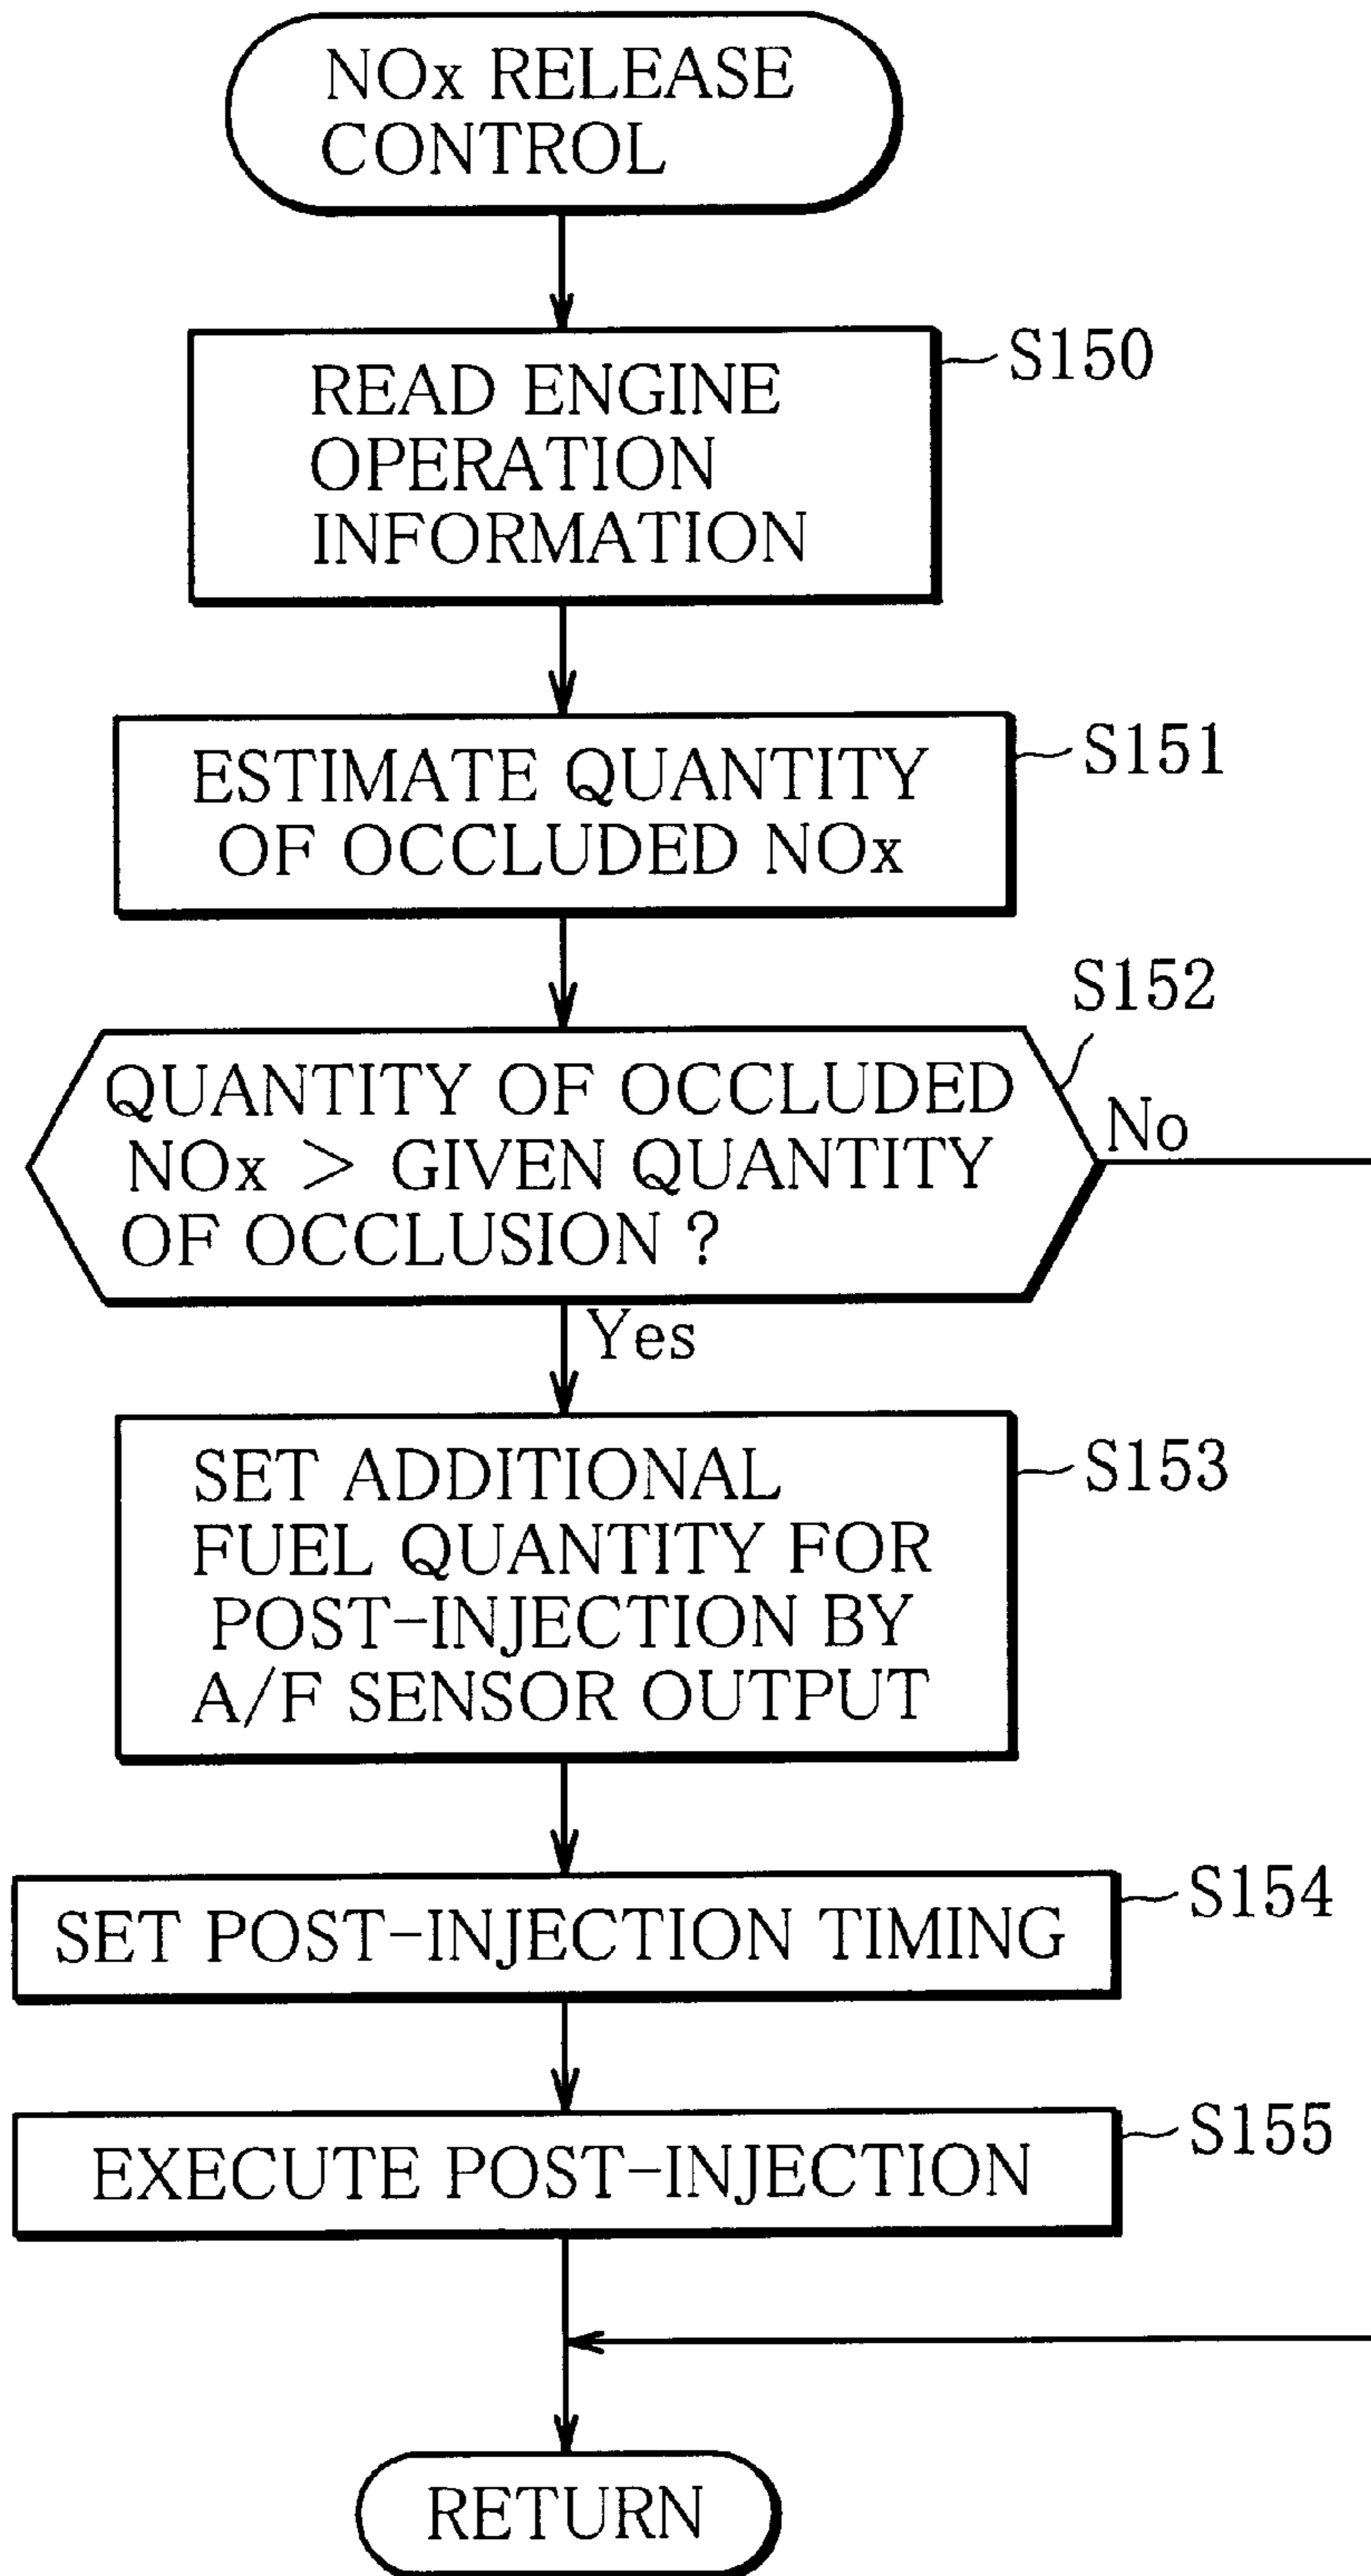 NOx RELEASE
CONTROL
READ ENGINE
OPERATION
INFORMATION
S150
ESTIMATE QUANTITY
OF OCCLUDED NOx
S151
S152
QUANTITY OF OCCLUDED
NOx > GIVEN QUANTITY
OF OCCLUSION ?
No
Yes
SET ADDITIONAL
FUEL QUANTITY FOR
POST-INJECTION BY
A/F SENSOR OUTPUT
S153
SET POST-INJECTION TIMING
S154
EXECUTE POST-INJECTION
S155
RETURN